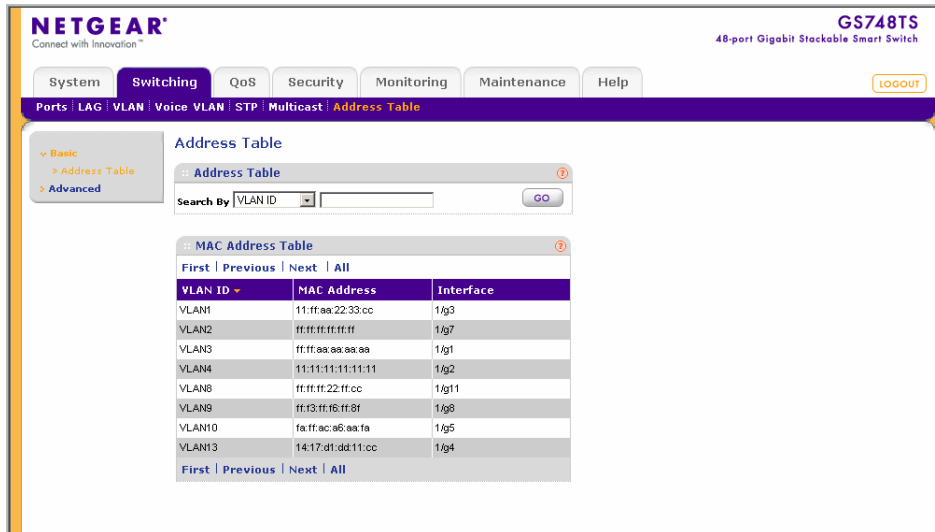 NETGEAR®
Connect with Innovation™
GS748TS
48-port Gigabit Stackable Smart Switch
System Switching QoS Security Monitoring Maintenance Help
LOGOUT
Ports LAG VLAN Voice VLAN STP Multicast Address Table
Basic
Address Table
Advanced
Address Table
Address Table ?
Search By VLAN ID GO
MAC Address Table ?
First Previous Next All
VLAN ID MAC Address Interface
VLAN1 11:ff:aa:22:33:cc 1/g3
VLAN2 ff:ff:ff:ff:ff:ff 1/g7
VLAN3 ff:ff:aa:aa:aa:aa 1/g1
VLAN4 11:11:11:11:11:11 1/g2
VLAN8 ff:ff:ff:22:ff:cc 1/g11
VLAN9 ff:f3:ff:f6:ff:8f 1/g8
VLAN10 fa:ff:ac:a6:aa:fa 1/g5
VLAN13 14:17:d1:dd:11:cc 1/g4
First Previous Next All